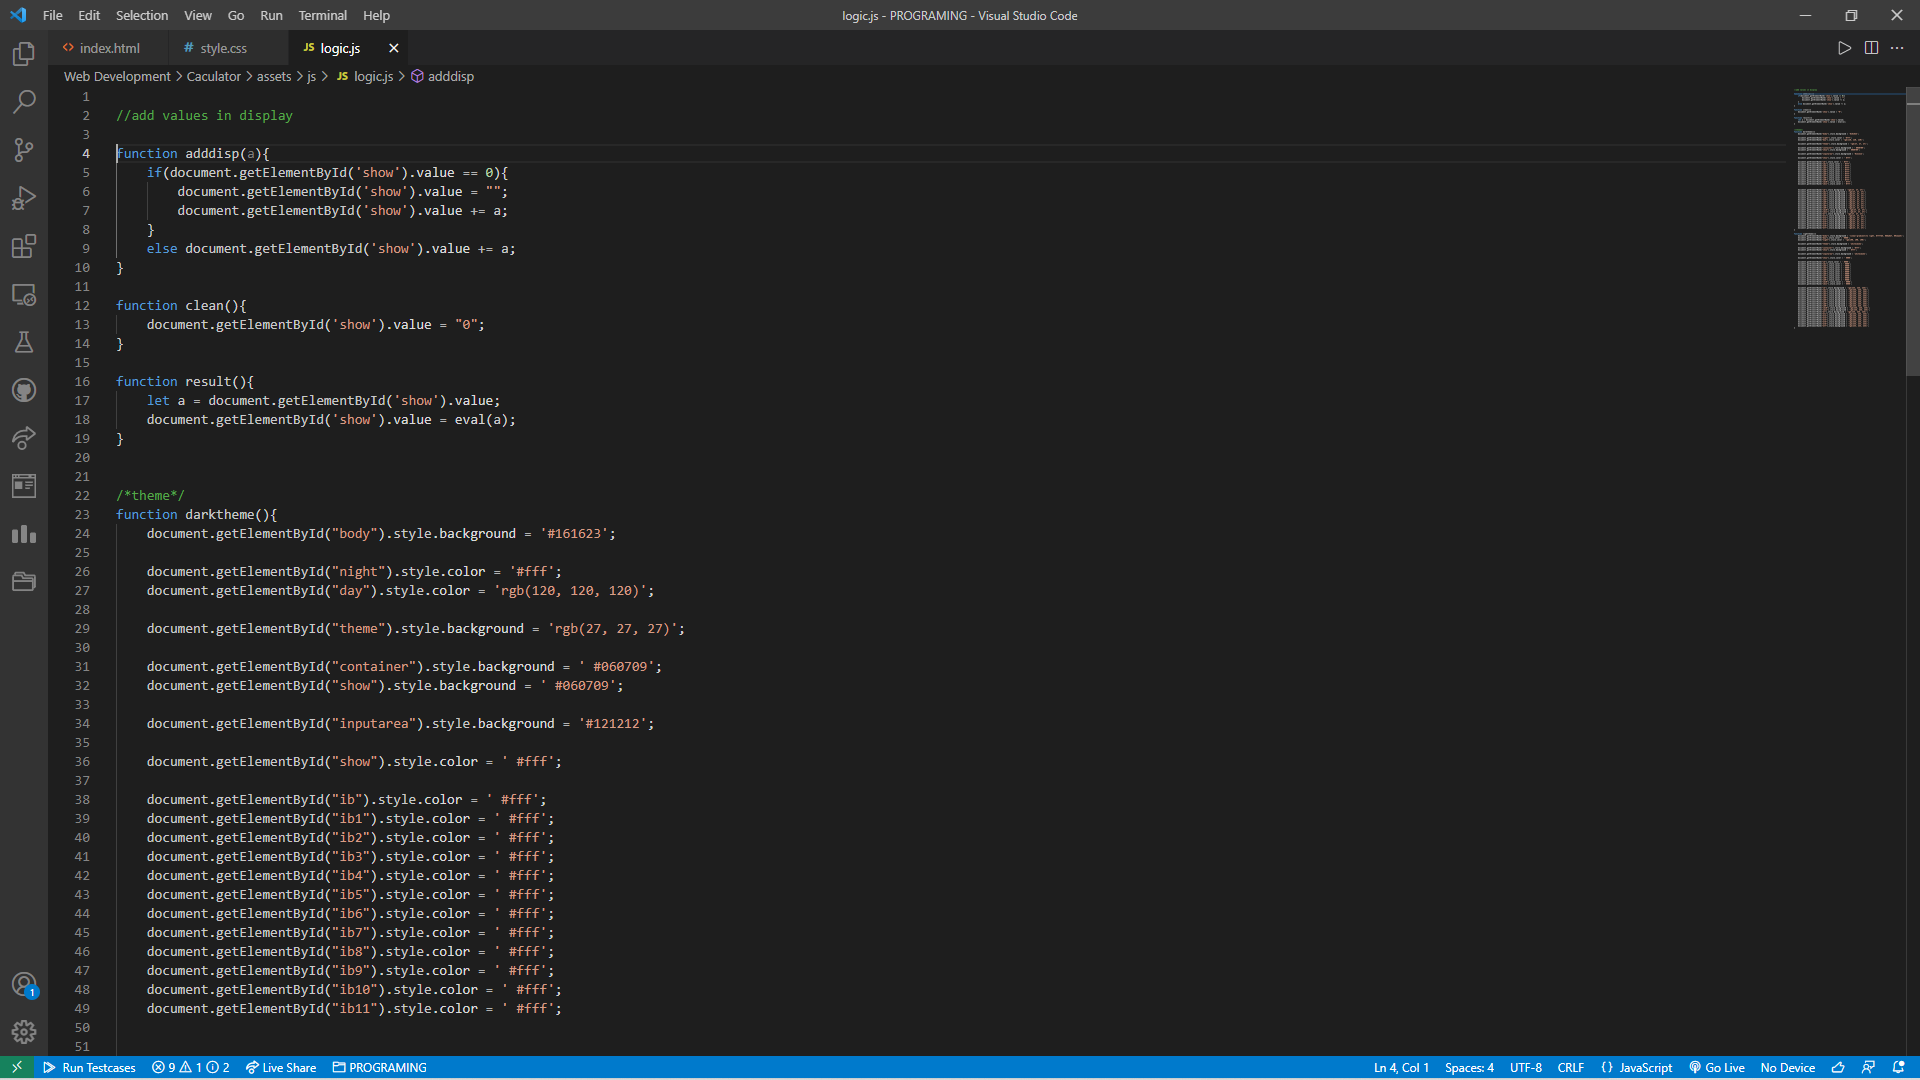 File Edit Selection View Go Run Terminal Help
logic.js - PROGRAMING - Visual Studio Code
<> index.html # style.css JS logic.js
Web Development > Caculator > assets > js > JS logic.js > adddisp
1
2 //add values in display
3
4 function adddisp(a){
5 if(document.getElementById('show').value == 0){
6 document.getElementById('show').value = "";
7 document.getElementById('show').value += a;
8 }
9 else document.getElementById('show').value += a;
10 }
11
12 function clean(){
13 document.getElementById('show').value = "0";
14 }
15
16 function result(){
17 let a = document.getElementById('show').value;
18 document.getElementById('show').value = eval(a);
19 }
20
21
22 /*theme*/
23 function darktheme(){
24 document.getElementById("body").style.background = '#161623';
25
26 document.getElementById("night").style.color = '#fff';
27 document.getElementById("day").style.color = 'rgb(120, 120, 120)';
28
29 document.getElementById("theme").style.background = 'rgb(27, 27, 27)';
30
31 document.getElementById("container").style.background = ' #060709';
32 document.getElementById("show").style.background = ' #060709';
33
34 document.getElementById("inputarea").style.background = '#121212';
35
36 document.getElementById("show").style.color = ' #fff';
37
38 document.getElementById("ib").style.color = ' #fff';
39 document.getElementById("ib1").style.color = ' #fff';
40 document.getElementById("ib2").style.color = ' #fff';
41 document.getElementById("ib3").style.color = ' #fff';
42 document.getElementById("ib4").style.color = ' #fff';
43 document.getElementById("ib5").style.color = ' #fff';
44 document.getElementById("ib6").style.color = ' #fff';
45 document.getElementById("ib7").style.color = ' #fff';
46 document.getElementById("ib8").style.color = ' #fff';
47 document.getElementById("ib9").style.color = ' #fff';
48 document.getElementById("ib10").style.color = ' #fff';
49 document.getElementById("ib11").style.color = ' #fff';
50
51
1
Run Testcases 9 1 2 Live Share PROGRAMING Ln 4, Col 1 Spaces: 4 UTF-8 CRLF {} JavaScript Go Live No Device